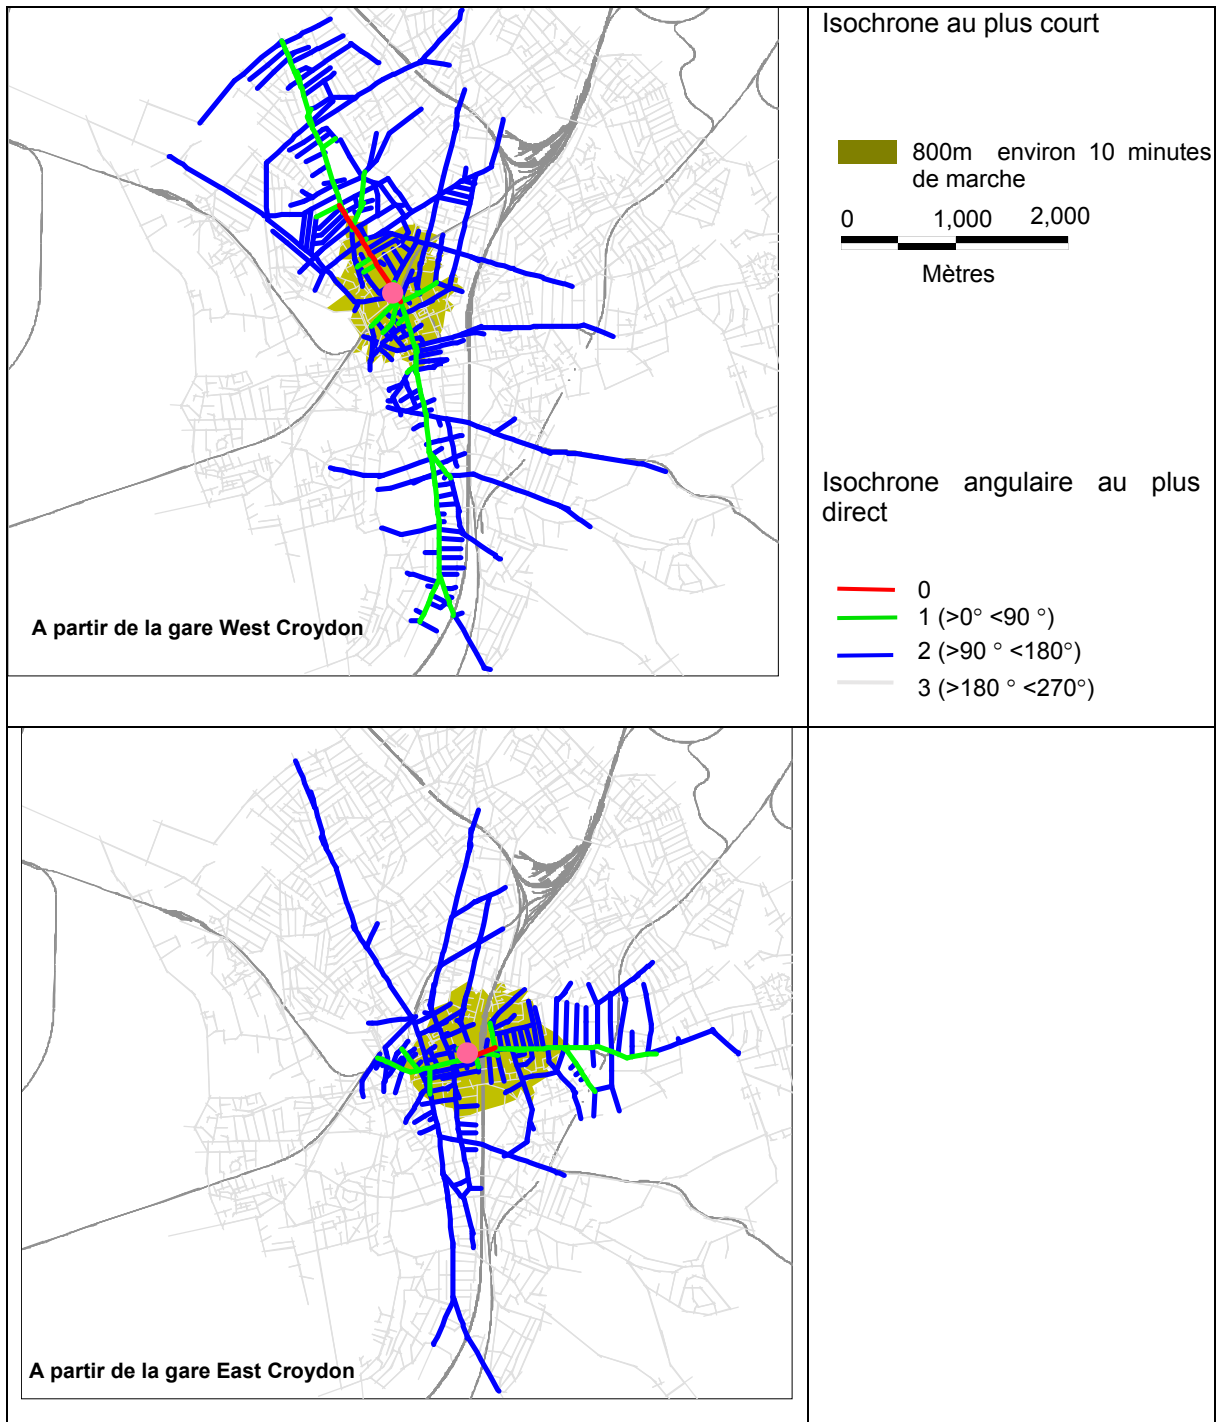 Isochrone au plus court
800m environ 10 minutes
de marche
0 1,000 2,000
Mètres
Isochrone angulaire au plus
direct
0
1 (>0° <90 °)
2 (>90 ° <180°)
3 (>180 ° <270°)
A partir de la gare West Croydon
A partir de la gare East Croydon